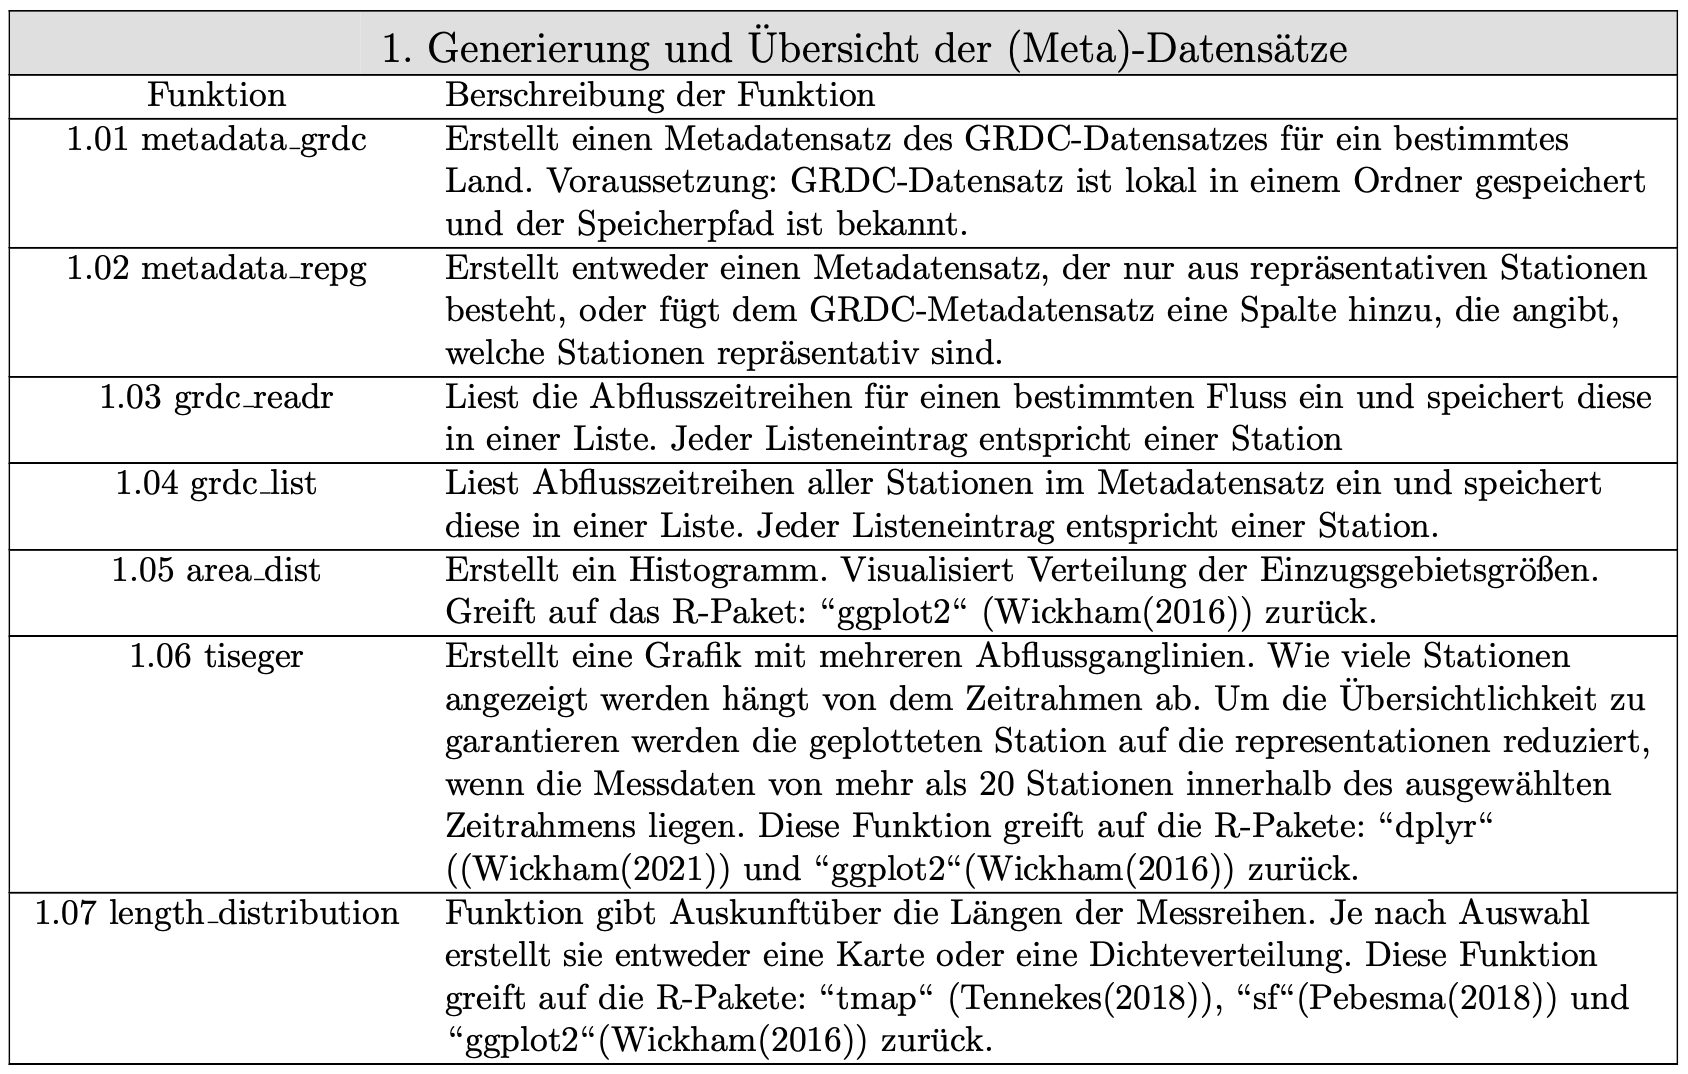 1. Generierung und Übersicht der (Meta)-Datensätze
Funktion Berschreibung der Funktion
1.01 metadata_grdc Erstellt einen Metadatensatz des GRDC-Datensatzes für ein bestimmtes
Land. Voraussetzung: GRDC-Datensatz ist lokal in einem Ordner gespeichert
und der Speicherpfad ist bekannt.
1.02 metadata_repg Erstellt entweder einen Metadatensatz, der nur aus repräsentativen Stationen
besteht, oder fügt dem GRDC-Metadatensatz eine Spalte hinzu, die angibt,
welche Stationen repräsentativ sind.
1.03 grdc_readr Liest die Abflusszeitreihen für einen bestimmten Fluss ein und speichert diese
in einer Liste. Jeder Listeneintrag entspricht einer Station
1.04 grdc_list Liest Abflusszeitreihen aller Stationen im Metadatensatz ein und speichert
diese in einer Liste. Jeder Listeneintrag entspricht einer Station.
1.05 area_dist Erstellt ein Histogramm. Visualisiert Verteilung der Einzugsgebietsgrößen.
Greift auf das R-Paket: “ggplot2“ (Wickham(2016)) zurück.
1.06 tiseger Erstellt eine Grafik mit mehreren Abflussganglinien. Wie viele Stationen
angezeigt werden hängt von dem Zeitrahmen ab. Um die Übersichtlichkeit zu
garantieren werden die geplotteten Station auf die representationen reduziert,
wenn die Messdaten von mehr als 20 Stationen innerhalb des ausgewählten
Zeitrahmens liegen. Diese Funktion greift auf die R-Pakete: “dplyr“
((Wickham(2021)) und “ggplot2“(Wickham(2016)) zurück.
1.07 length_distribution Funktion gibt Auskunftüber die Längen der Messreihen. Je nach Auswahl
erstellt sie entweder eine Karte oder eine Dichteverteilung. Diese Funktion
greift auf die R-Pakete: “tmap“ (Tennekes(2018)), “sf“(Pebesma(2018)) und
“ggplot2“(Wickham(2016)) zurück.